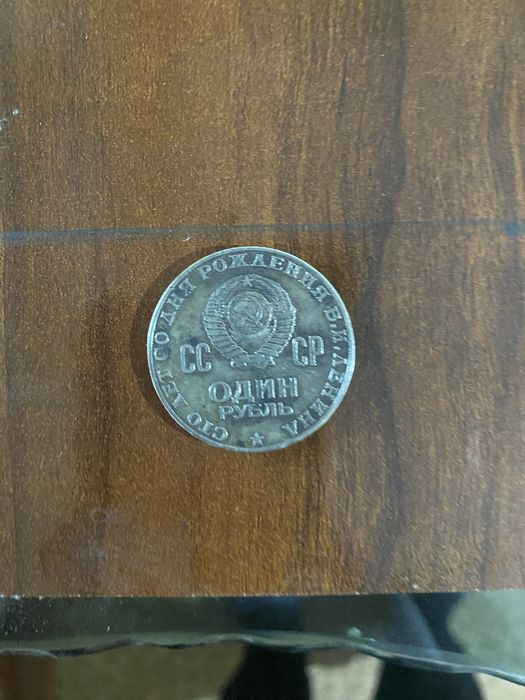 СТО ЛЕТ СО ДНЯ РОЖДЕНИЯ В.И.ЛЕНИНА
СС СР
ОДИН
РУБЛЬ